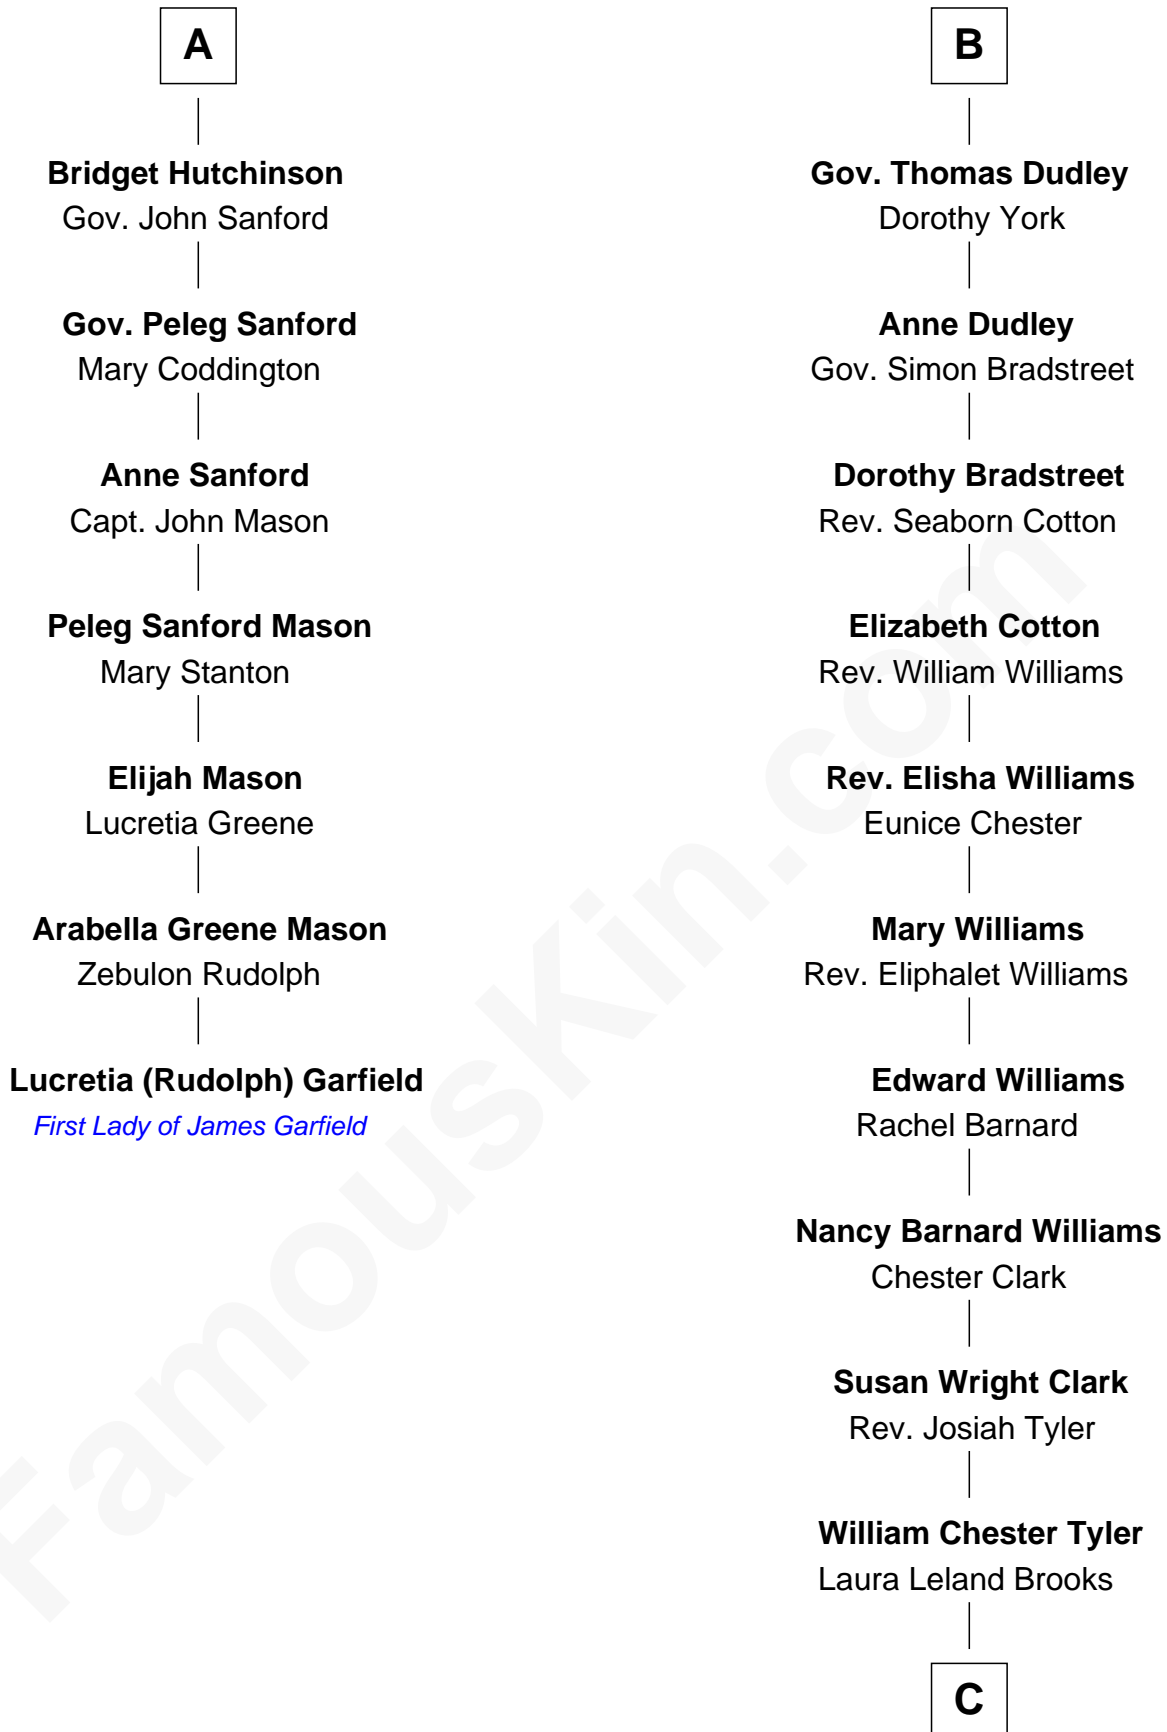 A
Bridget Hutchinson
Gov. John Sanford
Gov. Peleg Sanford
Mary Coddington
Anne Sanford
Capt. John Mason
Peleg Sanford Mason
Mary Stanton
Elijah Mason
Lucretia Greene
Arabella Greene Mason
Zebulon Rudolph
Lucretia (Rudolph) Garfield
First Lady of James Garfield
B
Gov. Thomas Dudley
Dorothy York
Anne Dudley
Gov. Simon Bradstreet
Dorothy Bradstreet
Rev. Seaborn Cotton
Elizabeth Cotton
Rev. William Williams
Rev. Elisha Williams
Eunice Chester
Mary Williams
Rev. Eliphalet Williams
Edward Williams
Rachel Barnard
Nancy Barnard Williams
Chester Clark
Susan Wright Clark
Rev. Josiah Tyler
William Chester Tyler
Laura Leland Brooks
C
FamousKin.com